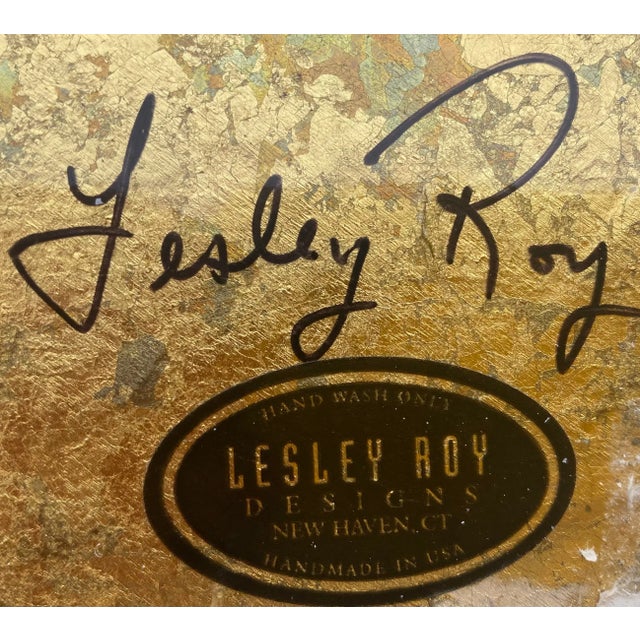 Lesley Roy
HAND WASH ONLY
LESLEY ROY
DESIGNS
NEW HAVEN, CT
HANDMADE IN USA